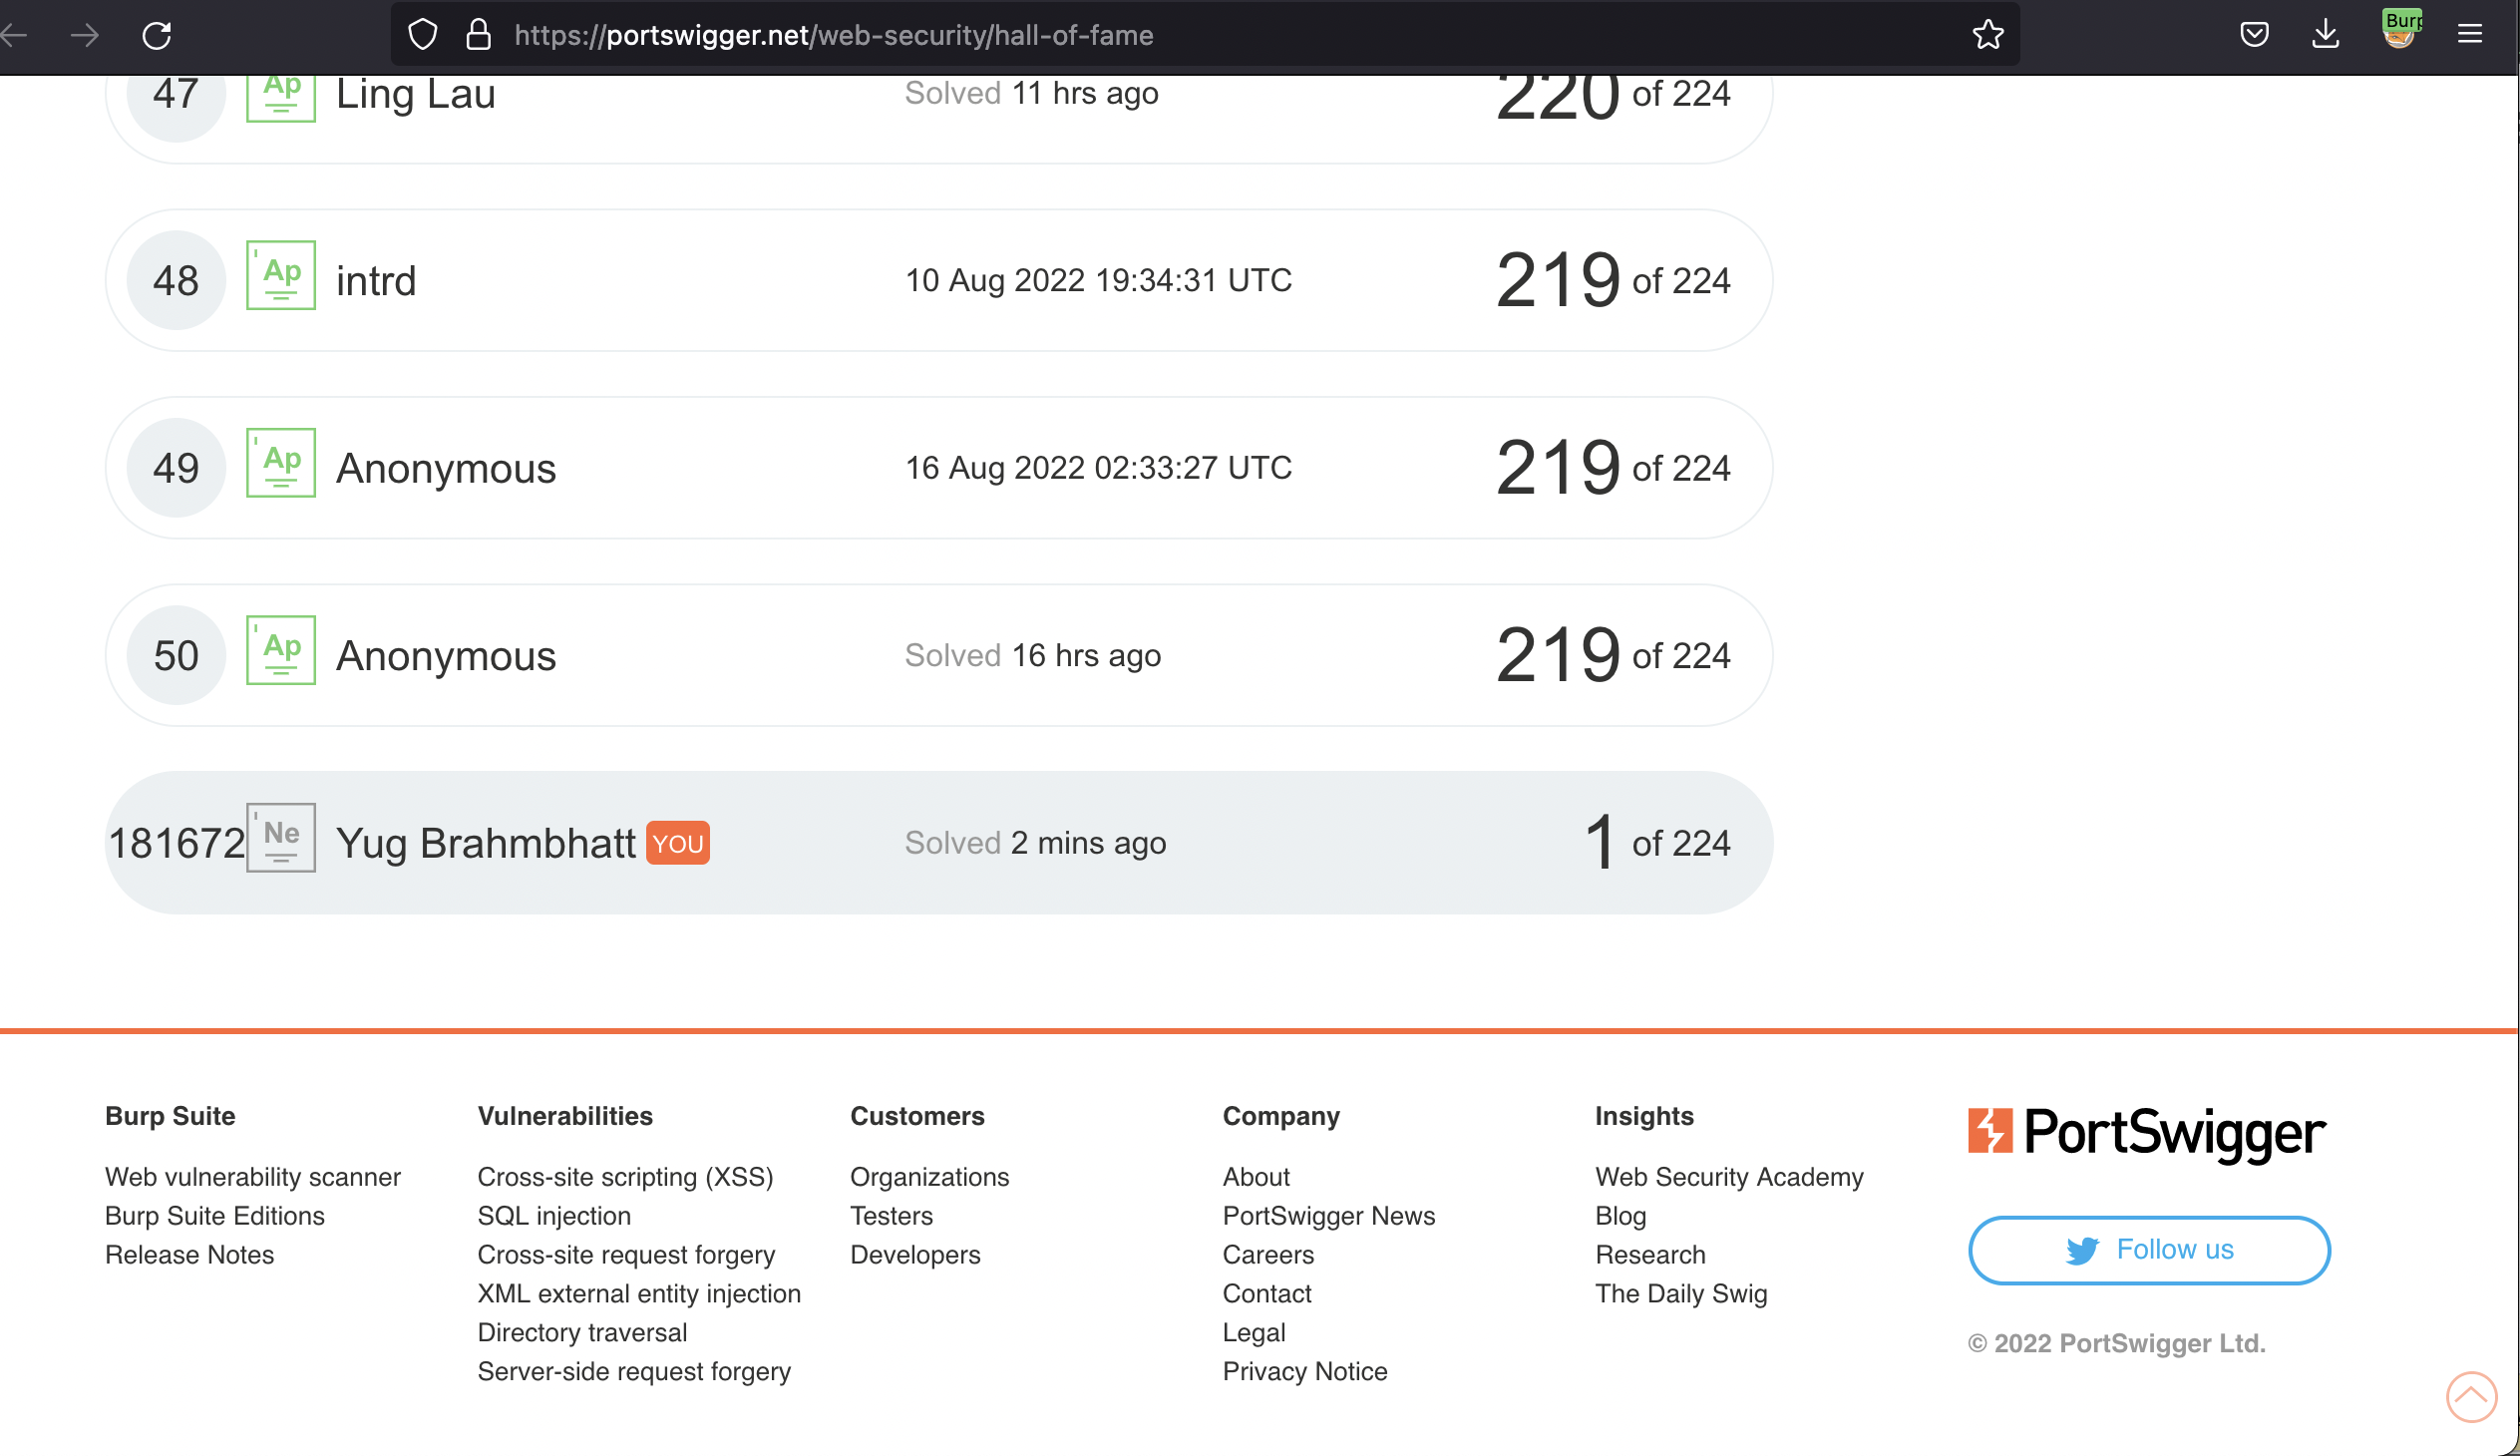 https://portswigger.net/web-security/hall-of-fame
Burp
47 Ap Ling Lau Solved 11 hrs ago 220 of 224
48 Ap intrd 10 Aug 2022 19:34:31 UTC 219 of 224
49 Ap Anonymous 16 Aug 2022 02:33:27 UTC 219 of 224
50 Ap Anonymous Solved 16 hrs ago 219 of 224
181672 Ne Yug Brahmbhatt YOU Solved 2 mins ago 1 of 224
Burp Suite
Web vulnerability scanner
Burp Suite Editions
Release Notes
Vulnerabilities
Cross-site scripting (XSS)
SQL injection
Cross-site request forgery
XML external entity injection
Directory traversal
Server-side request forgery
Customers
Organizations
Testers
Developers
Company
About
PortSwigger News
Careers
Contact
Legal
Privacy Notice
Insights
Web Security Academy
Blog
Research
The Daily Swig
PortSwigger
Follow us
© 2022 PortSwigger Ltd.